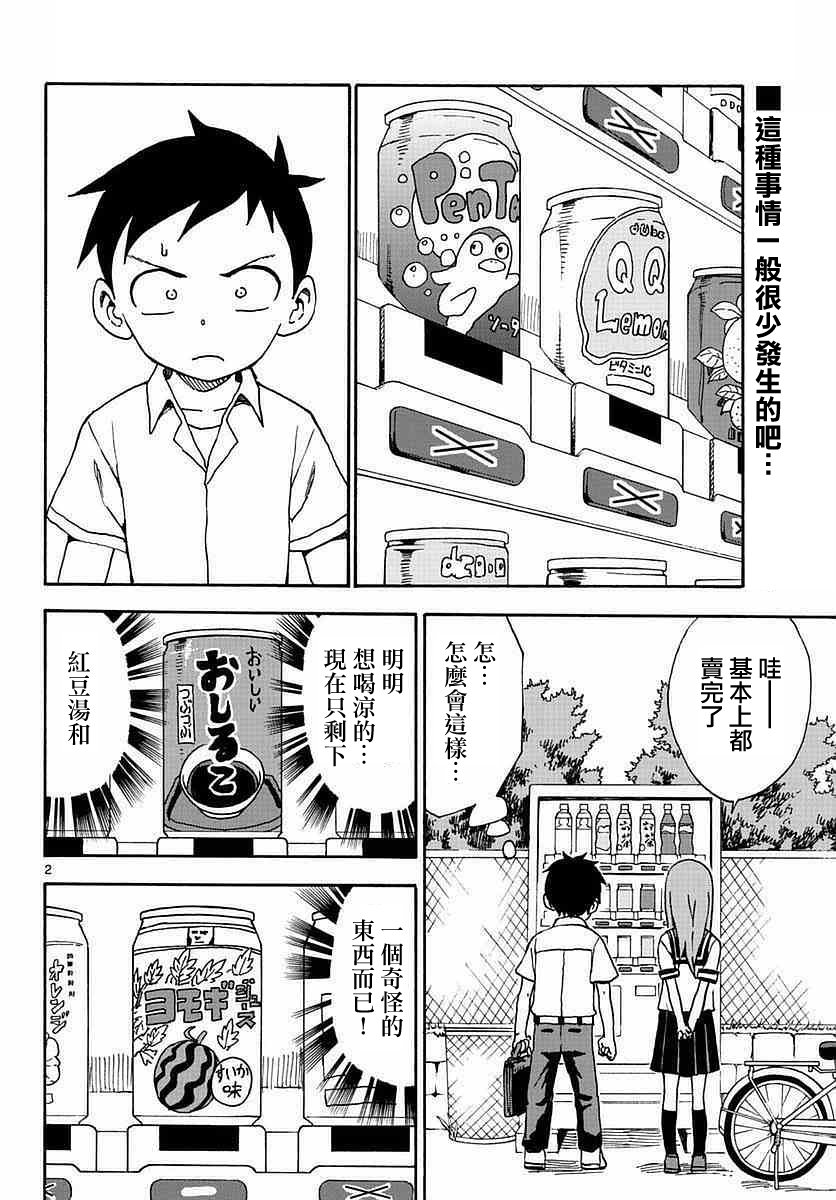 ■這種事情一般很少發生的吧…
PenTa
ソーダ
QQ
Lemon
ビタミンC
哇——
基本上都
賣完了
怎…
怎麼會這樣…
明明
想喝涼的…
現在只剩下
おいしい
おしるこ
つぶつぶ
紅豆湯和
2
一個奇怪的
東西而已！
ヨモギ
ジュース
すいか
味
オレンジ